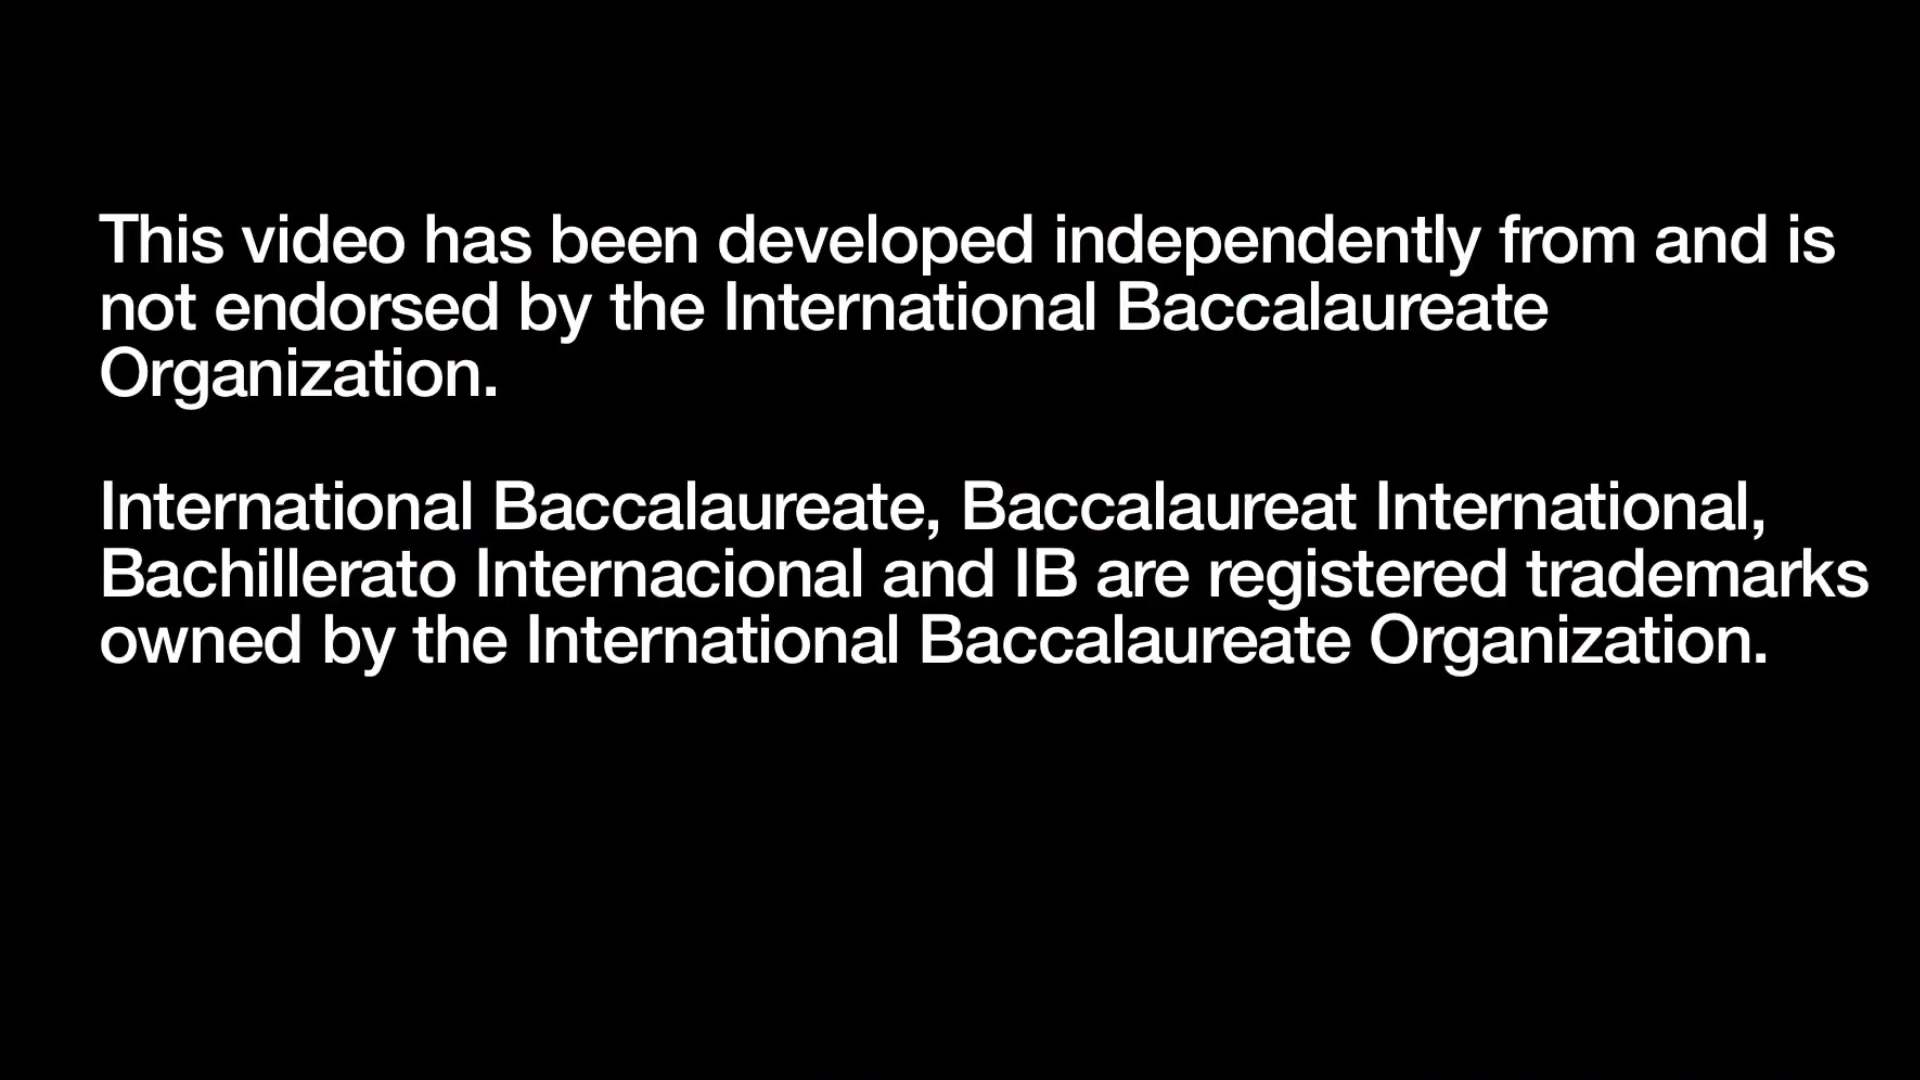 This video has been developed independently from and is
not endorsed by the International Baccalaureate
Organization.
International Baccalaureate, Baccalaureat International,
Bachillerato Internacional and IB are registered trademarks
owned by the International Baccalaureate Organization.